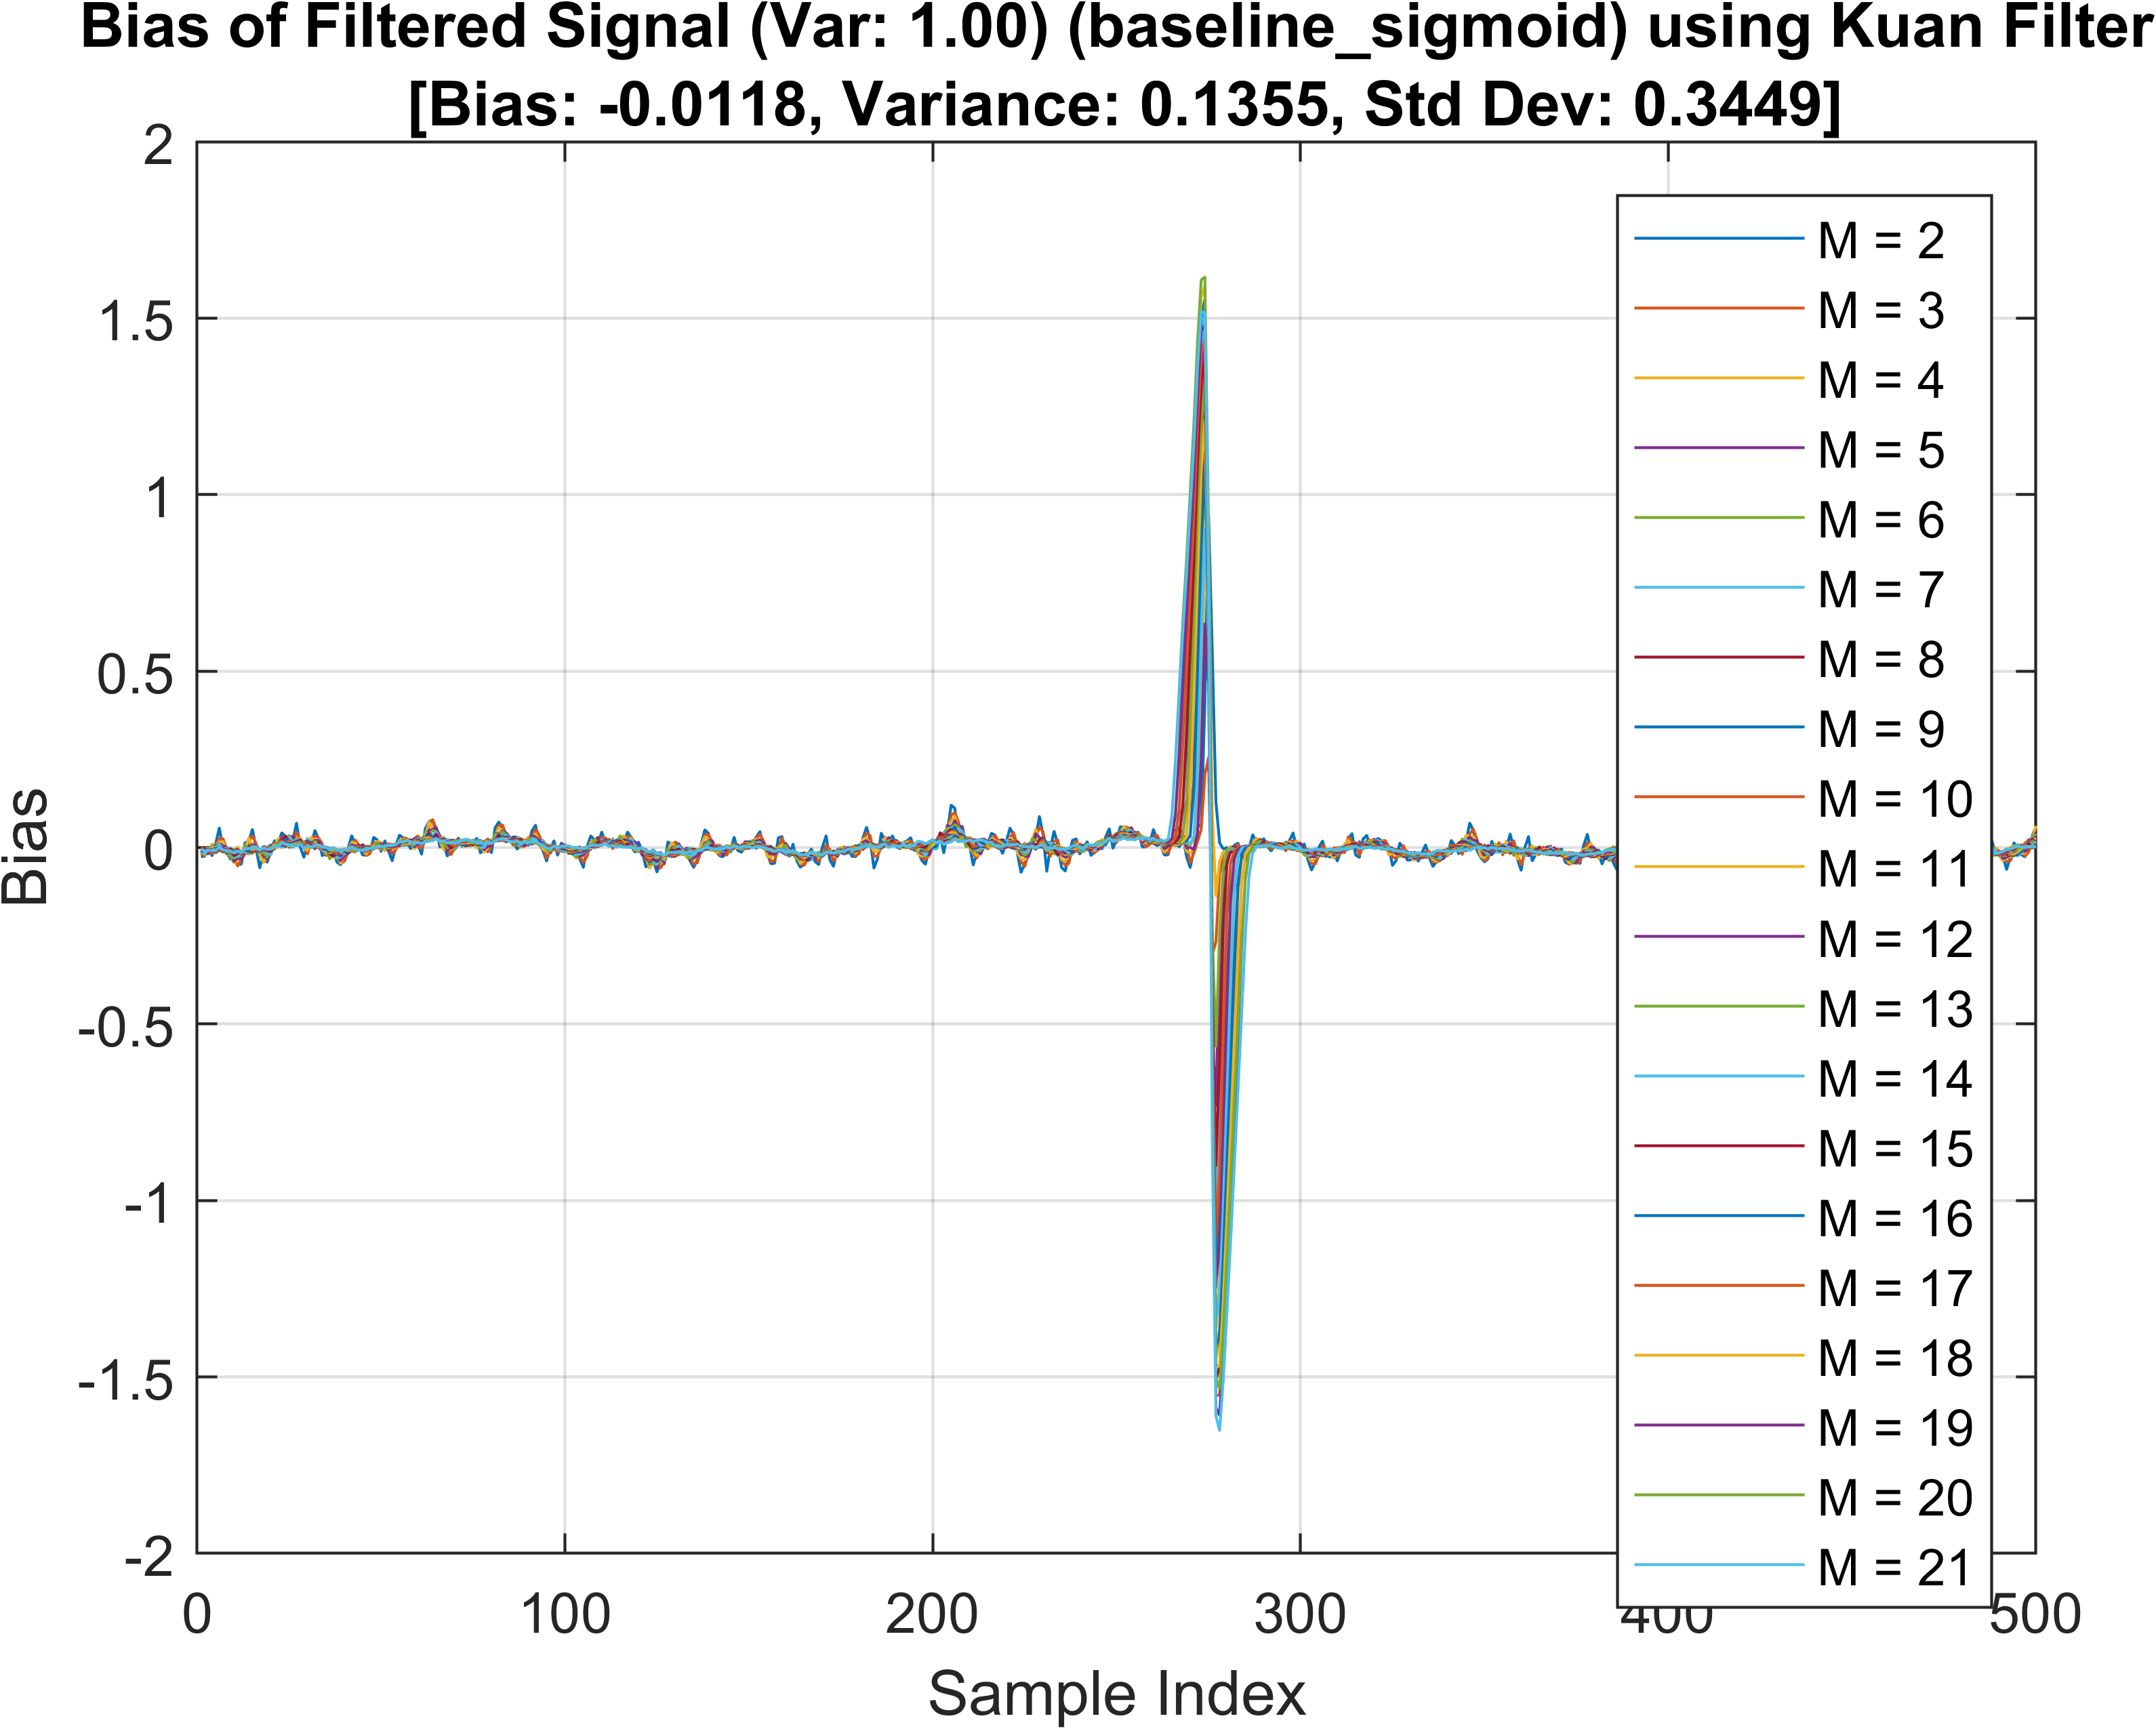 Bias of Filtered Signal (Var: 1.00) (baseline_sigmoid) using Kuan Filter
[Bias: -0.0118, Variance: 0.1355, Std Dev: 0.3449]
2
1.5
1
0.5
0
-0.5
-1
-1.5
-2
Bias
M = 2
M = 3
M = 4
M = 5
M = 6
M = 7
M = 8
M = 9
M = 10
M = 11
M = 12
M = 13
M = 14
M = 15
M = 16
M = 17
M = 18
M = 19
M = 20
M = 21
0 100 200 300 400 500
Sample Index